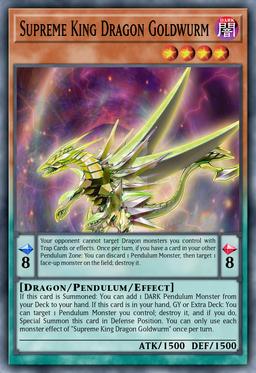 Supreme King Dragon Goldwurm
DARK
闇
Your opponent cannot target Dragon monsters you control with
Trap Cards or effects. Once per turn, if you have a card in your other
Pendulum Zone: You can discard 1 Pendulum Monster, then target 1
face-up monster on the field; destroy it.
8
8
[DRAGON/PENDULUM/EFFECT]
If this card is Summoned: You can add 1 DARK Pendulum Monster from
your Deck to your hand. If this card is in your hand, GY or Extra Deck: You
can target 1 Pendulum Monster you control; destroy it, and if you do,
Special Summon this card in Defense Position. You can only use each
monster effect of "Supreme King Dragon Goldwurm" once per turn.
ATK/1500 DEF/1500